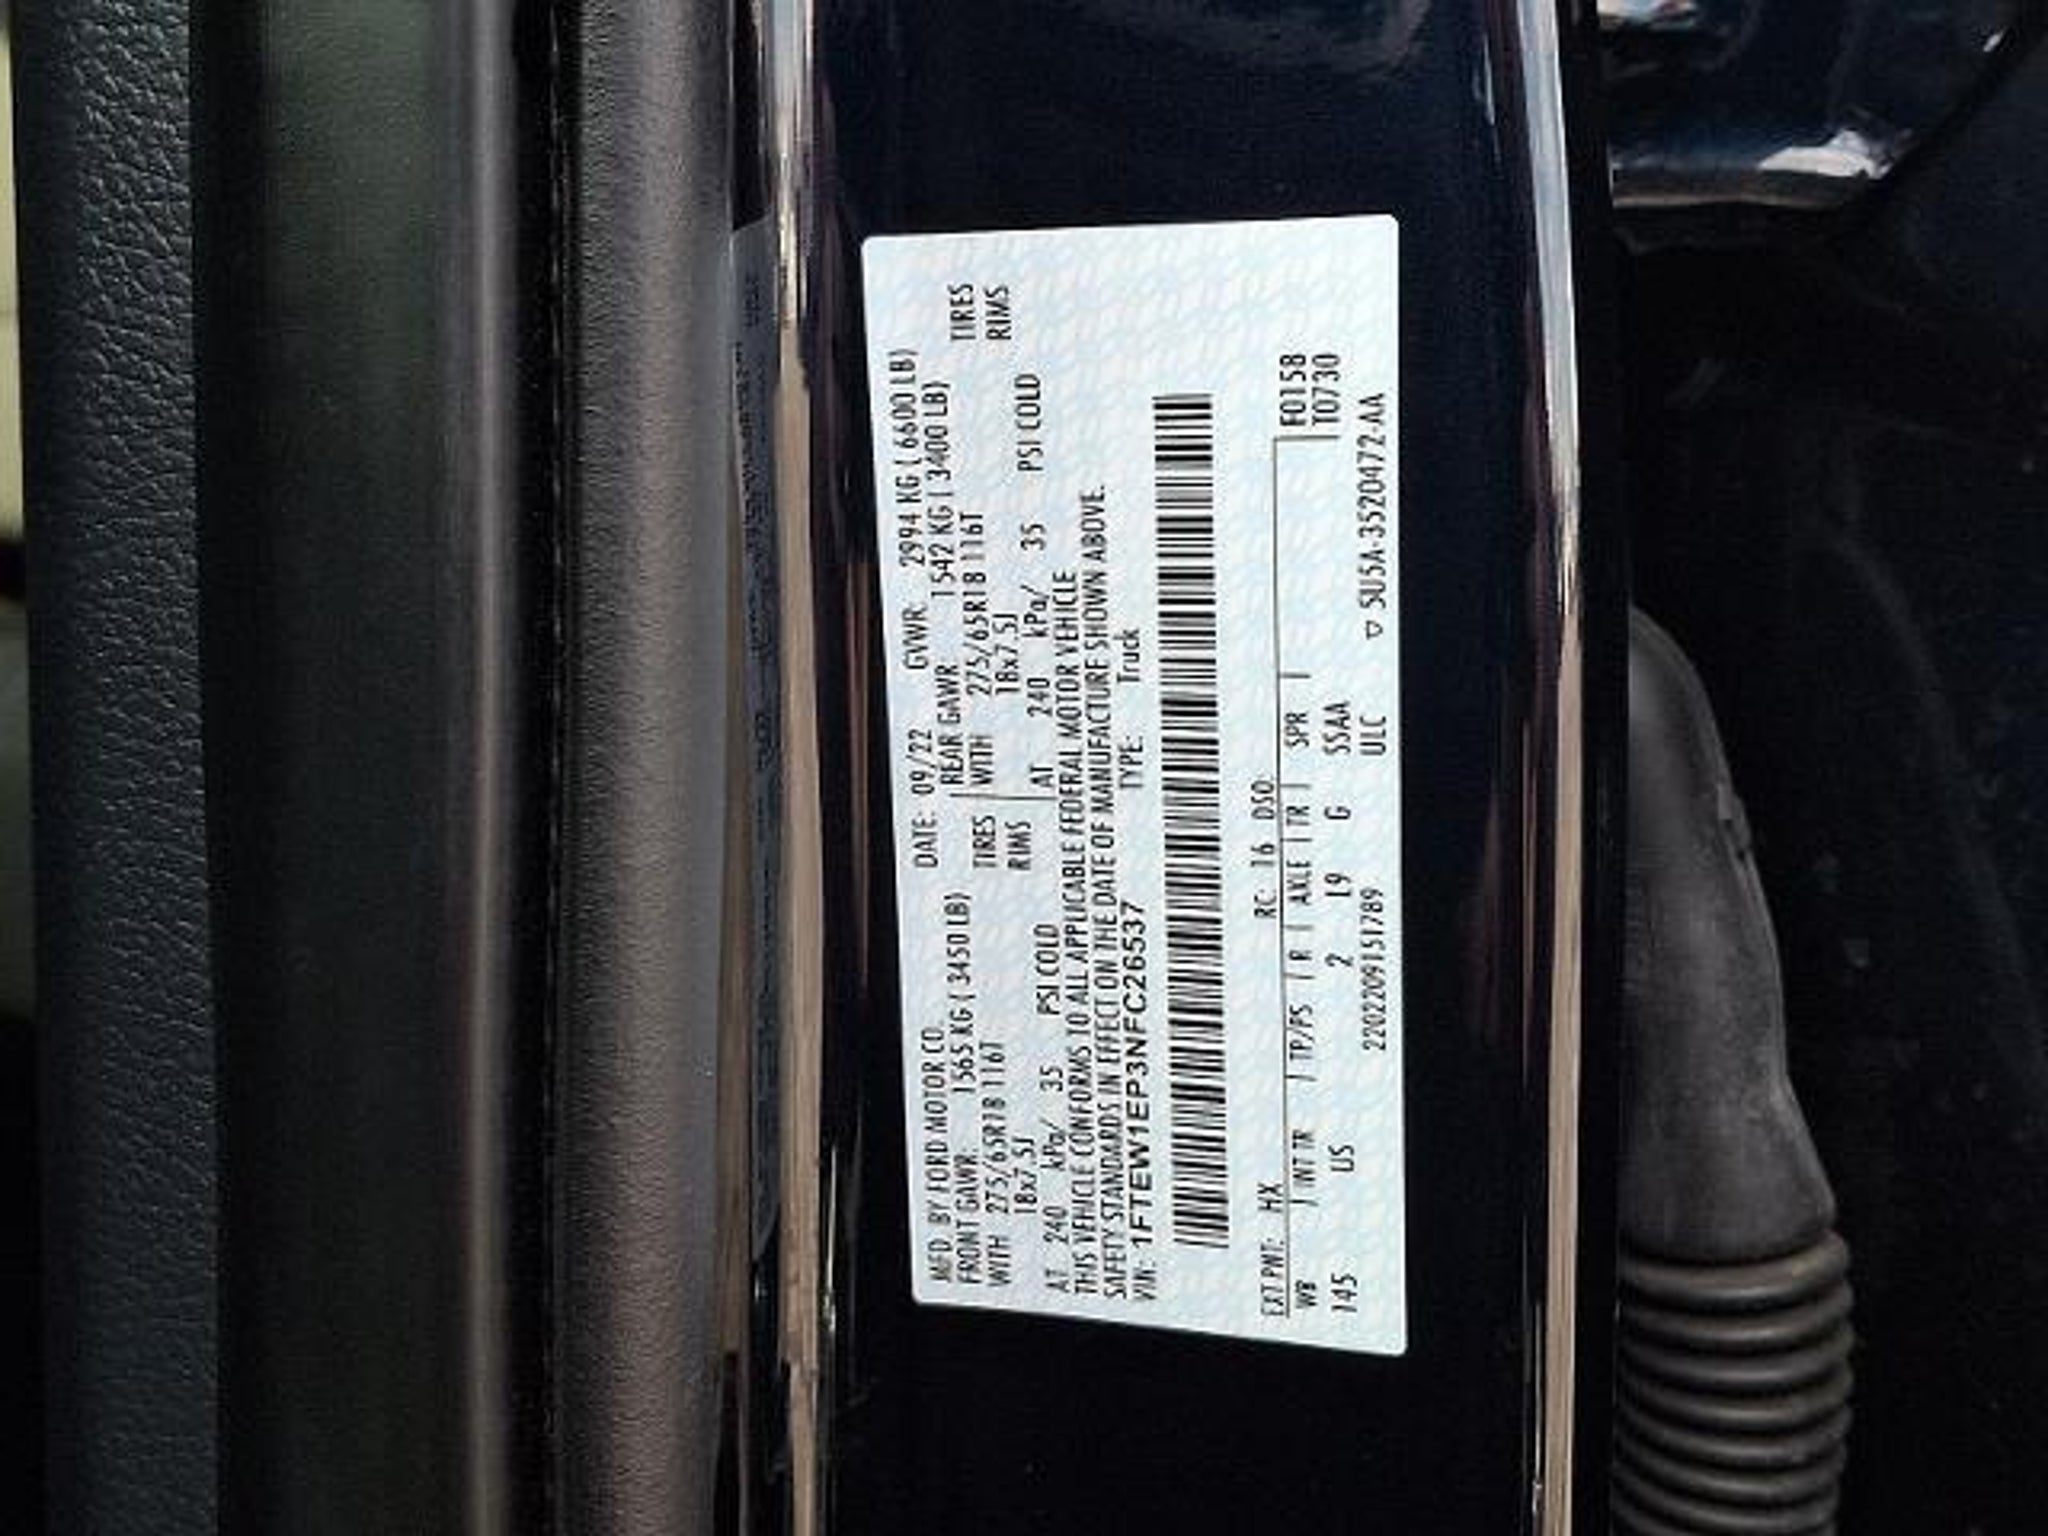 MFD BY FORD MOTOR CO. DATE: 09/22 GVWR: 2994 KG ( 6600 LB)
FRONT GAWR: 1565 KG ( 3450 LB) REAR GAWR: 1542 KG ( 3400 LB)
WITH 275/65R18 116T TIRES WITH 275/65R18 116T TIRES
18x7.5J RIMS 18x7.5J RIMS
AT 240 kPa/ 35 PSI COLD AT 240 kPa/ 35 PSI COLD
THIS VEHICLE CONFORMS TO ALL APPLICABLE FEDERAL MOTOR VEHICLE
SAFETY STANDARDS IN EFFECT ON THE DATE OF MANUFACTURE SHOWN ABOVE.
VIN: 1FTEW1EP3NFC26537 TYPE: Truck
EXT PNT: HX RC: 16 DSO: F0158
WB INT TR TP/PS R AXLE TR SPR T0730
145 US 2 L9 G SSAA
2202209151789 ULC ▽ 5U5A-3520472-AA